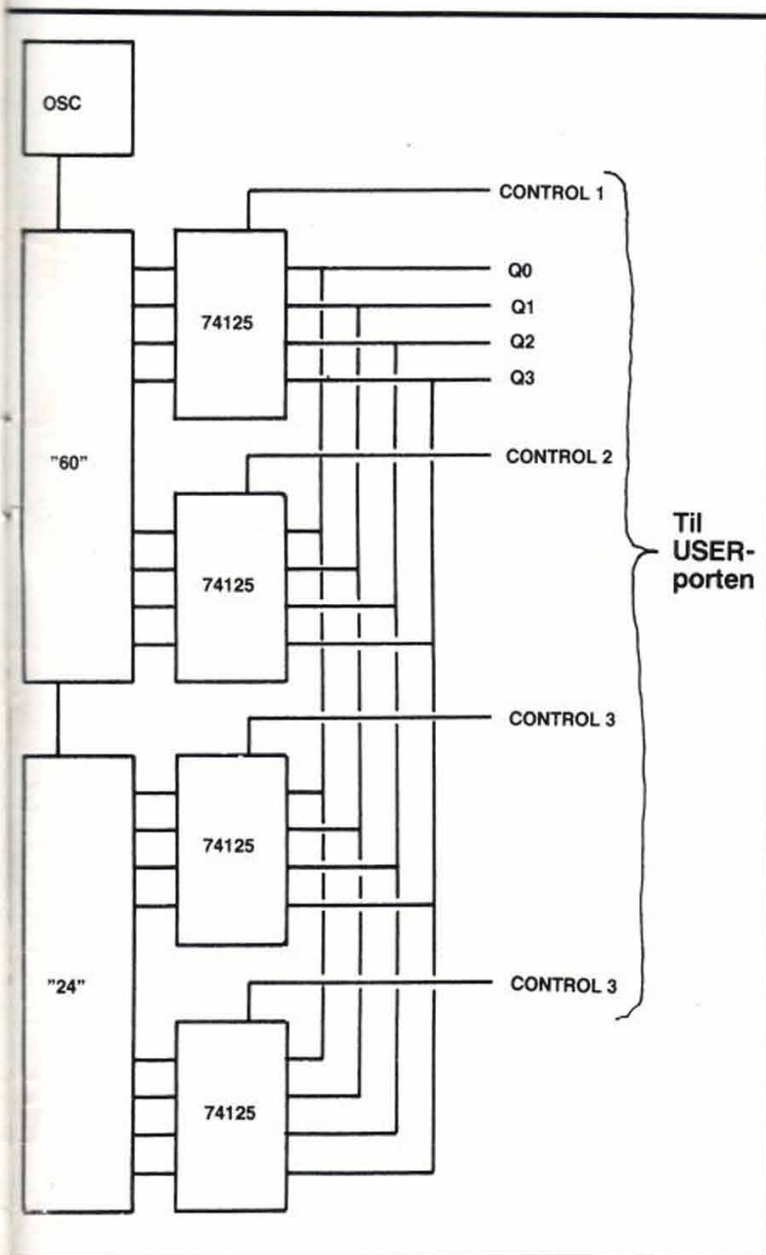 OSC
CONTROL 1
Q0
Q1
74125
Q2
Q3
CONTROL 2
"60"
Til
USER-
porten
74125
CONTROL 3
74125
"24"
CONTROL 3
74125